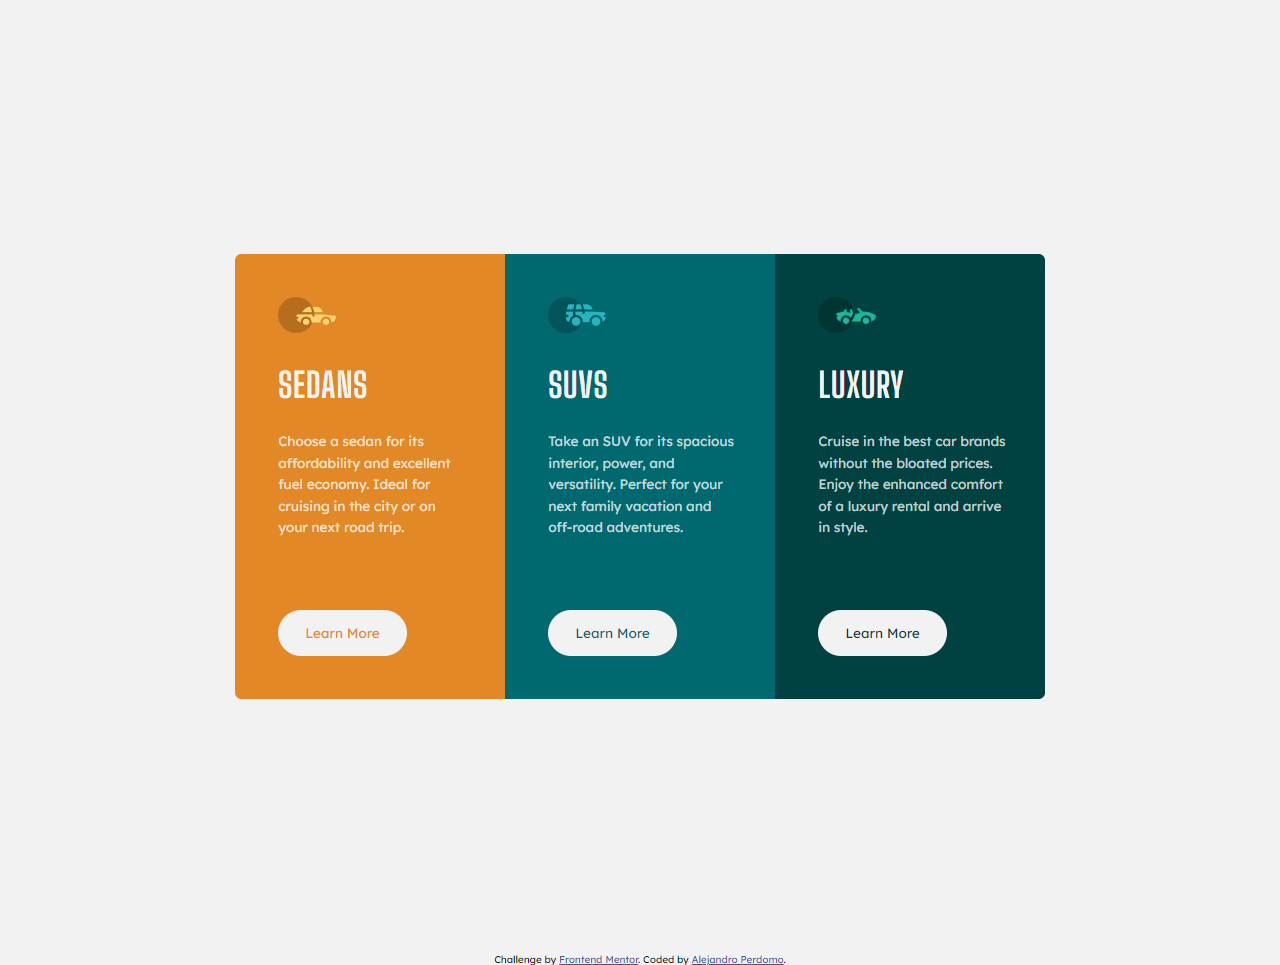 SEDANS
Choose a sedan for its
affordability and excellent
fuel economy. Ideal for
cruising in the city or on
your next road trip.
Learn More
SUVS
Take an SUV for its spacious
interior, power, and
versatility. Perfect for your
next family vacation and
off-road adventures.
Learn More
LUXURY
Cruise in the best car brands
without the bloated prices.
Enjoy the enhanced comfort
of a luxury rental and arrive
in style.
Learn More
Challenge by Frontend Mentor. Coded by Alejandro Perdomo.